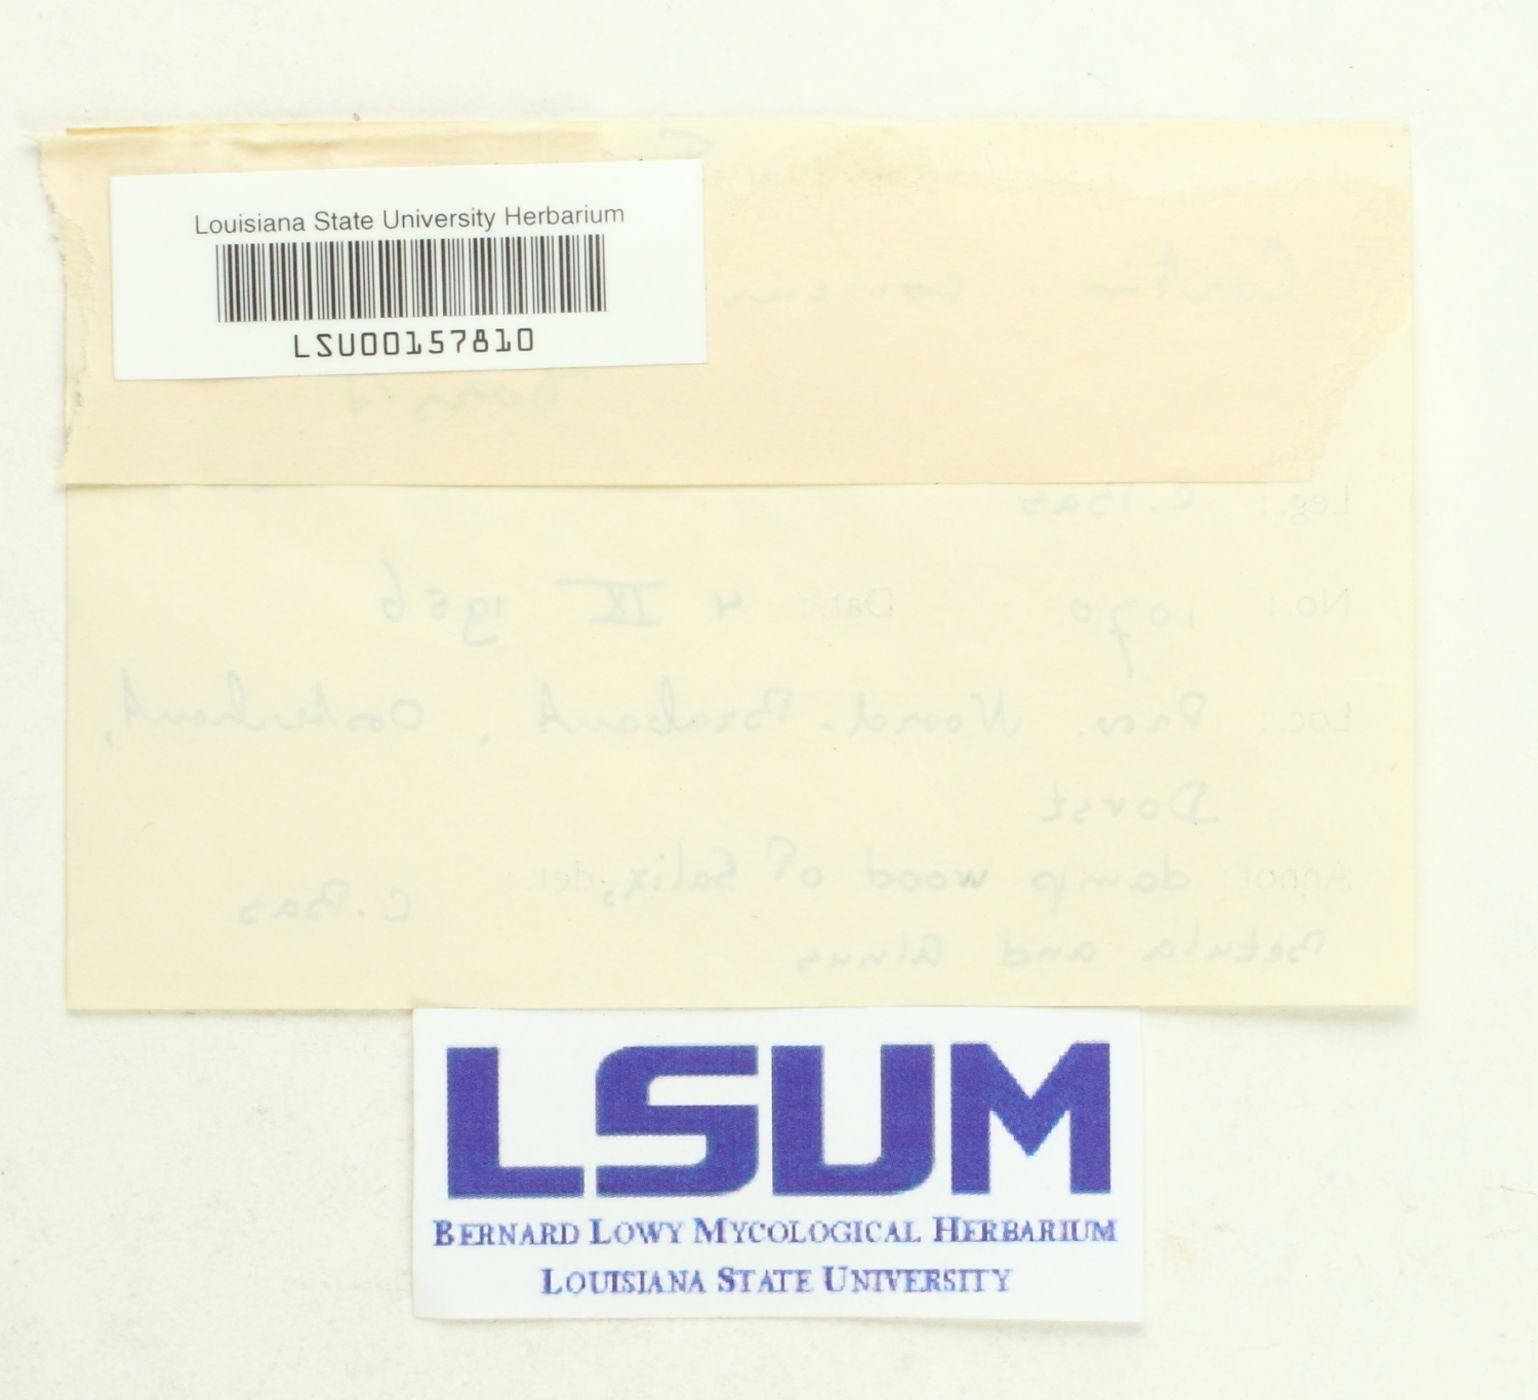 Louisiana State University Herbarium
LSU00157810
Leg.: C. Bas
No.: 1070 Dat.: 4 IX 1956
Loc.: Prov. Noord-Brabant, Oosterhout,
Dorst
Annot.: damp wood of Salix, det. C. Bas
Betula and Alnus
LSUM
BERNARD LOWY MYCOLOGICAL HERBARIUM
LOUISIANA STATE UNIVERSITY